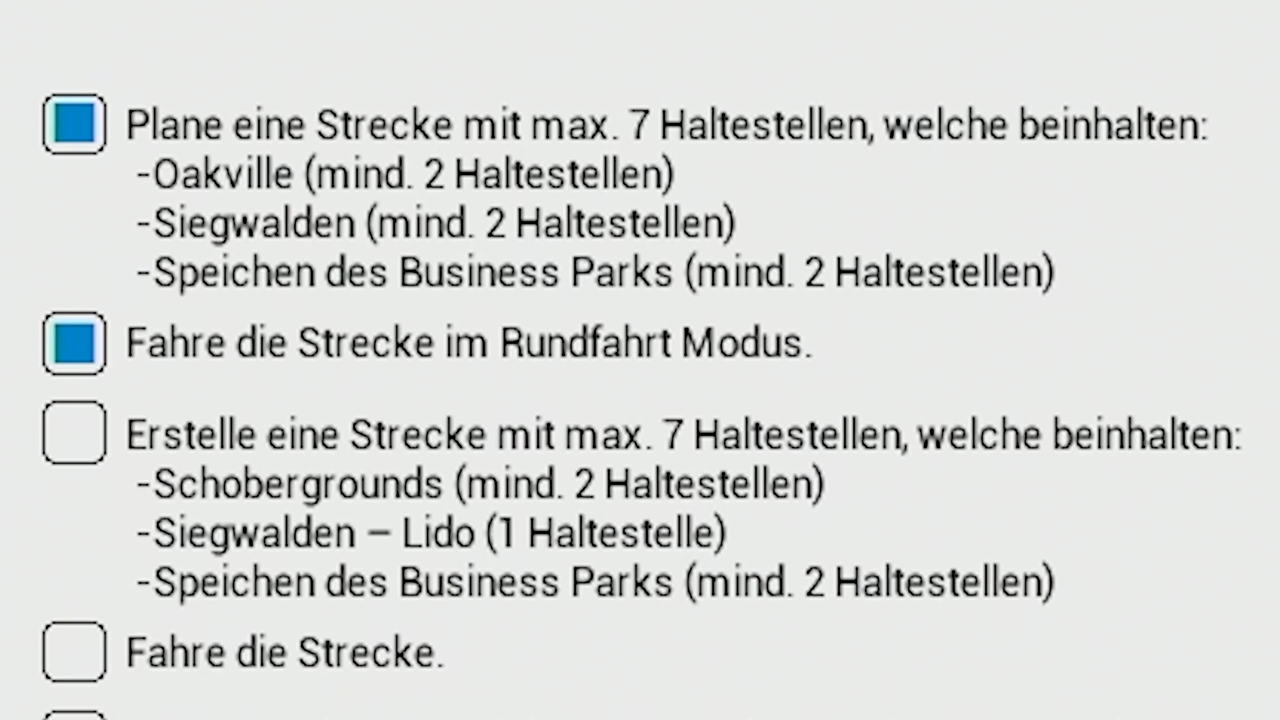 Plane eine Strecke mit max. 7 Haltestellen, welche beinhalten:
-Oakville (mind. 2 Haltestellen)
-Siegwalden (mind. 2 Haltestellen)
-Speichen des Business Parks (mind. 2 Haltestellen)
Fahre die Strecke im Rundfahrt Modus.
Erstelle eine Strecke mit max. 7 Haltestellen, welche beinhalten:
-Schobergrounds (mind. 2 Haltestellen)
-Siegwalden – Lido (1 Haltestelle)
-Speichen des Business Parks (mind. 2 Haltestellen)
Fahre die Strecke.